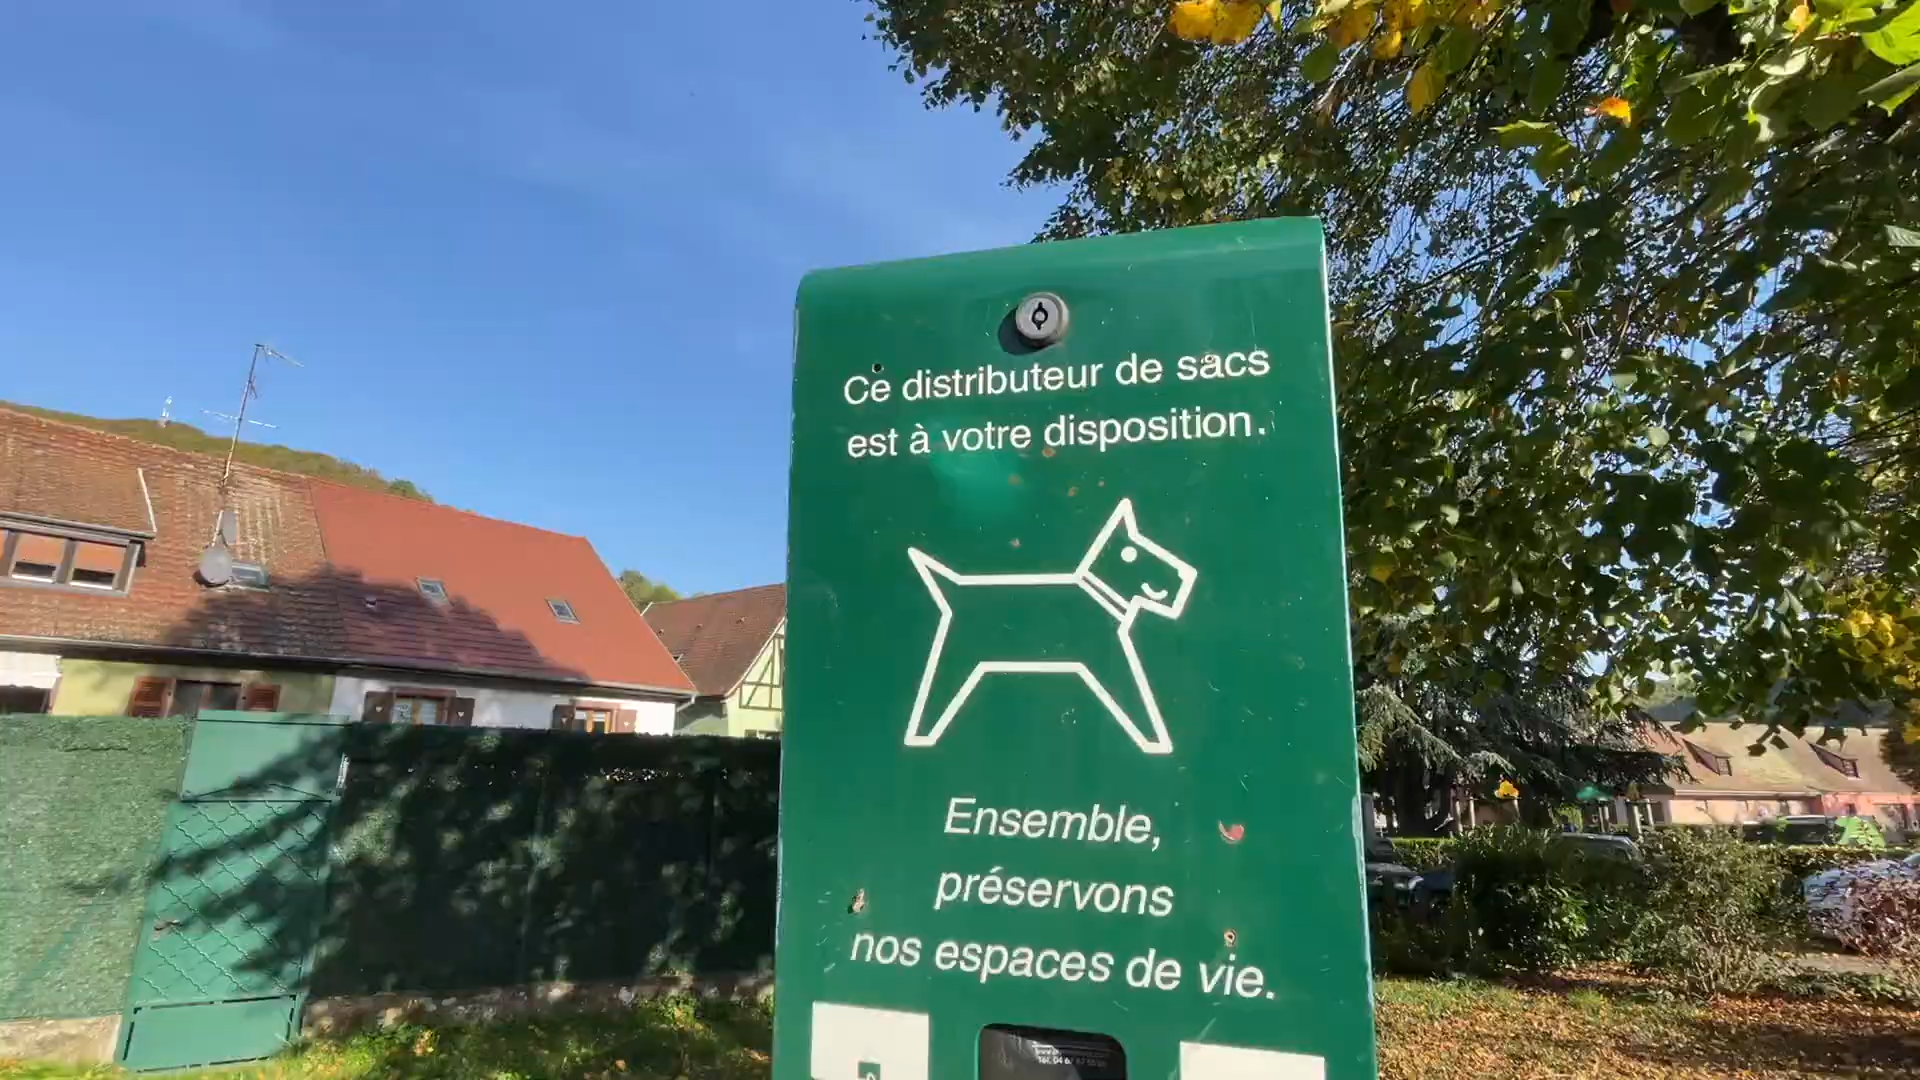 Ce distributeur de sacs
est à votre disposition.
Ensemble,
préservons
nos espaces de vie.